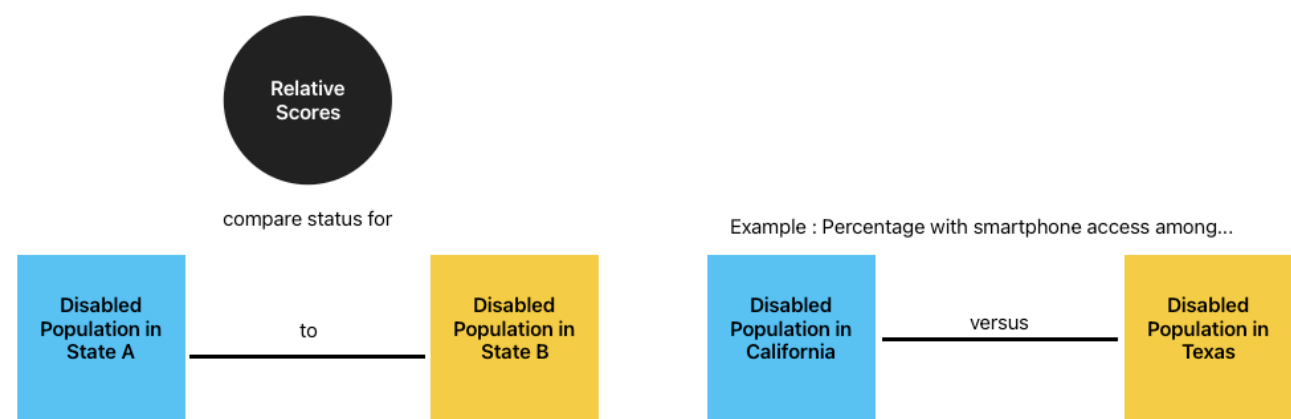 Relative
Scores
compare status for
Disabled
Population in
State A
to
Disabled
Population in
State B
Example : Percentage with smartphone access among...
Disabled
Population in
California
versus
Disabled
Population in
Texas